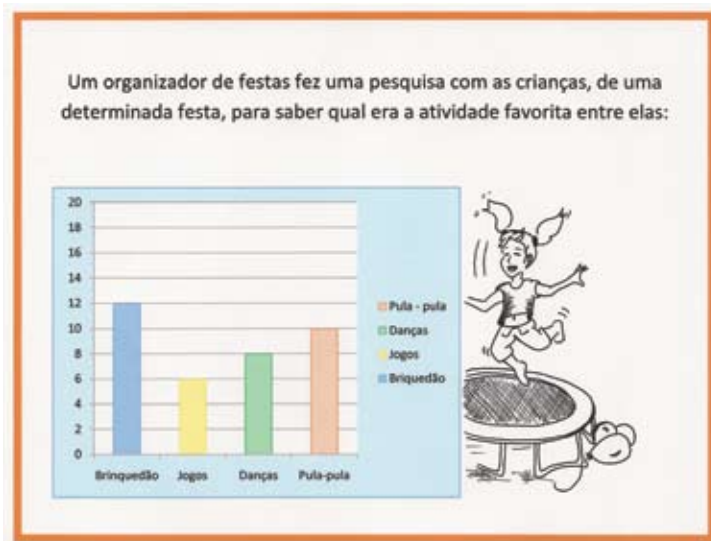 Um organizador de festas fez uma pesquisa com as crianças, de uma
determinada festa, para saber qual era a atividade favorita entre elas:
20
18
16
14
12
10
8
6
4
2
0
Brinquedão Jogos Danças Pula-pula
Pula - pula
Danças
Jogos
Briquedão